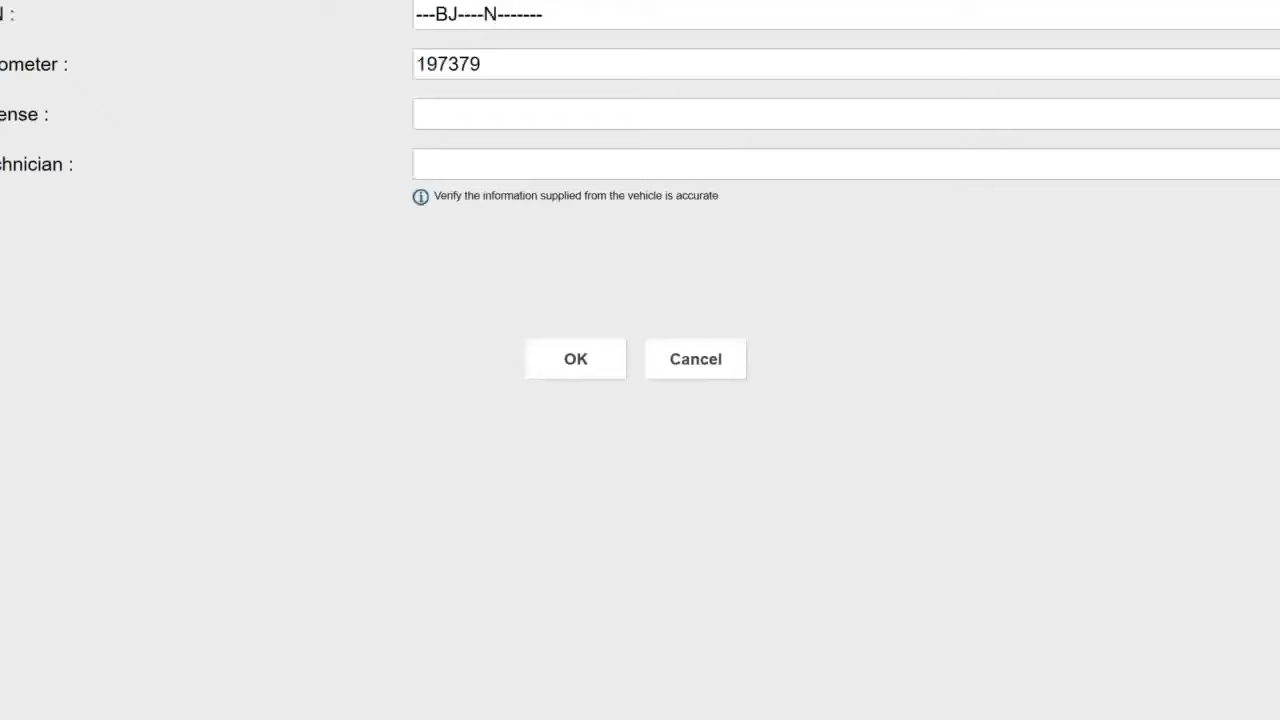 : ---BJ----N-------
ometer : 197379
ense :
chnician :
Verify the information supplied from the vehicle is accurate
OK Cancel